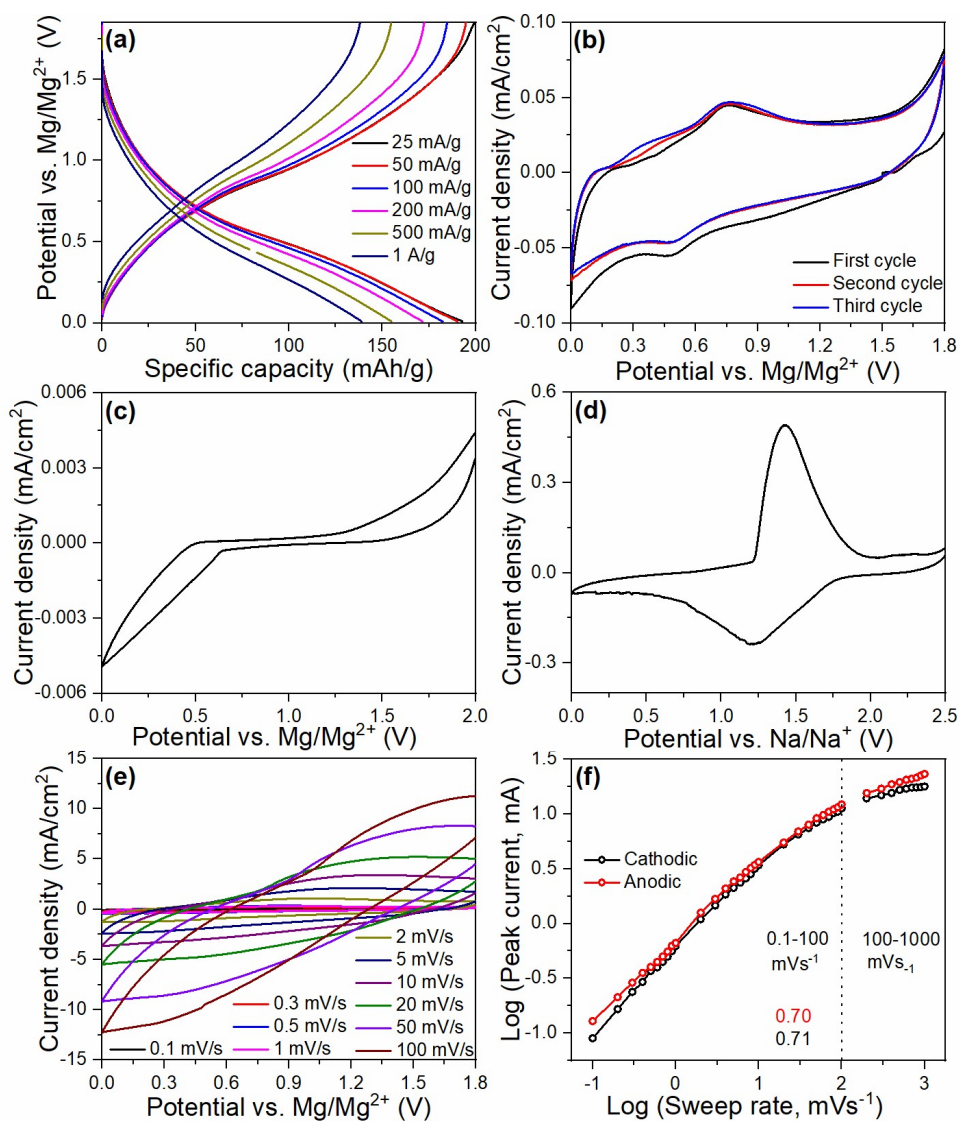 (a)
Potential vs. Mg/Mg²⁺ (V)
1.5
1.0
0.5
0.0
25 mA/g
50 mA/g
100 mA/g
200 mA/g
500 mA/g
1 A/g
0 50 100 150 200
Specific capacity (mAh/g)
(b)
Current density (mA/cm2)
0.10
0.05
0.00
-0.05
-0.10
First cycle
Second cycle
Third cycle
0.0 0.3 0.6 0.9 1.2 1.5 1.8
Potential vs. Mg/Mg²⁺ (V)
(c)
Current density (mA/cm2)
0.006
0.003
0.000
-0.003
-0.006
0.0 0.5 1.0 1.5 2.0
Potential vs. Mg/Mg²⁺ (V)
(d)
Current density (mA/cm2)
0.6
0.3
0.0
-0.3
0.0 0.5 1.0 1.5 2.0 2.5
Potential vs. Na/Na⁺ (V)
(e)
Current density (mA/cm2)
15
10
5
0
-5
-10
-15
2 mV/s
5 mV/s
10 mV/s
0.3 mV/s 20 mV/s
0.5 mV/s 50 mV/s
0.1 mV/s 1 mV/s 100 mV/s
0.0 0.3 0.6 0.9 1.2 1.5 1.8
Potential vs. Mg/Mg²⁺ (V)
(f)
Log (Peak current, mA)
1.5
1.0
0.5
0.0
-0.5
-1.0
Cathodic
Anodic
0.1-100 100-1000
mVs⁻¹ mVs₋₁
0.70
0.71
-1 0 1 2 3
Log (Sweep rate, mVs⁻¹)